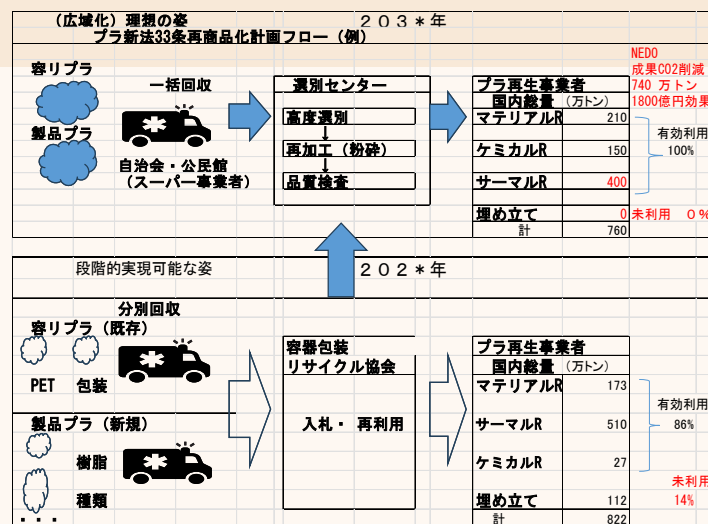 (広域化)理想の姿 203*年
プラ新法33条再商品化計画フロー(例)
NEDO
成果CO2削減
740 万トン
1800億円効果
容リプラ
製品プラ
一括回収
自治会・公民館
(スーパー事業者)
選別センター
高度選別
↓
再加工(粉砕)
↓
品質検査
プラ再生事業者
国内総量 (万トン)
マテリアルR 210
ケミカルR 150
サーマルR 400
埋め立て 0 未利用 0%
計 760
有効利用
100%
段階的実現可能な姿 202*年
分別回収
容リプラ(既存)
PET 包装
製品プラ(新規)
樹脂
種類
・・・
容器包装
リサイクル協会
入札・ 再利用
プラ再生事業者
国内総量 (万トン)
マテリアルR 173
サーマルR 510
ケミカルR 27
埋め立て 112
計 822
有効利用
86%
未利用
14%